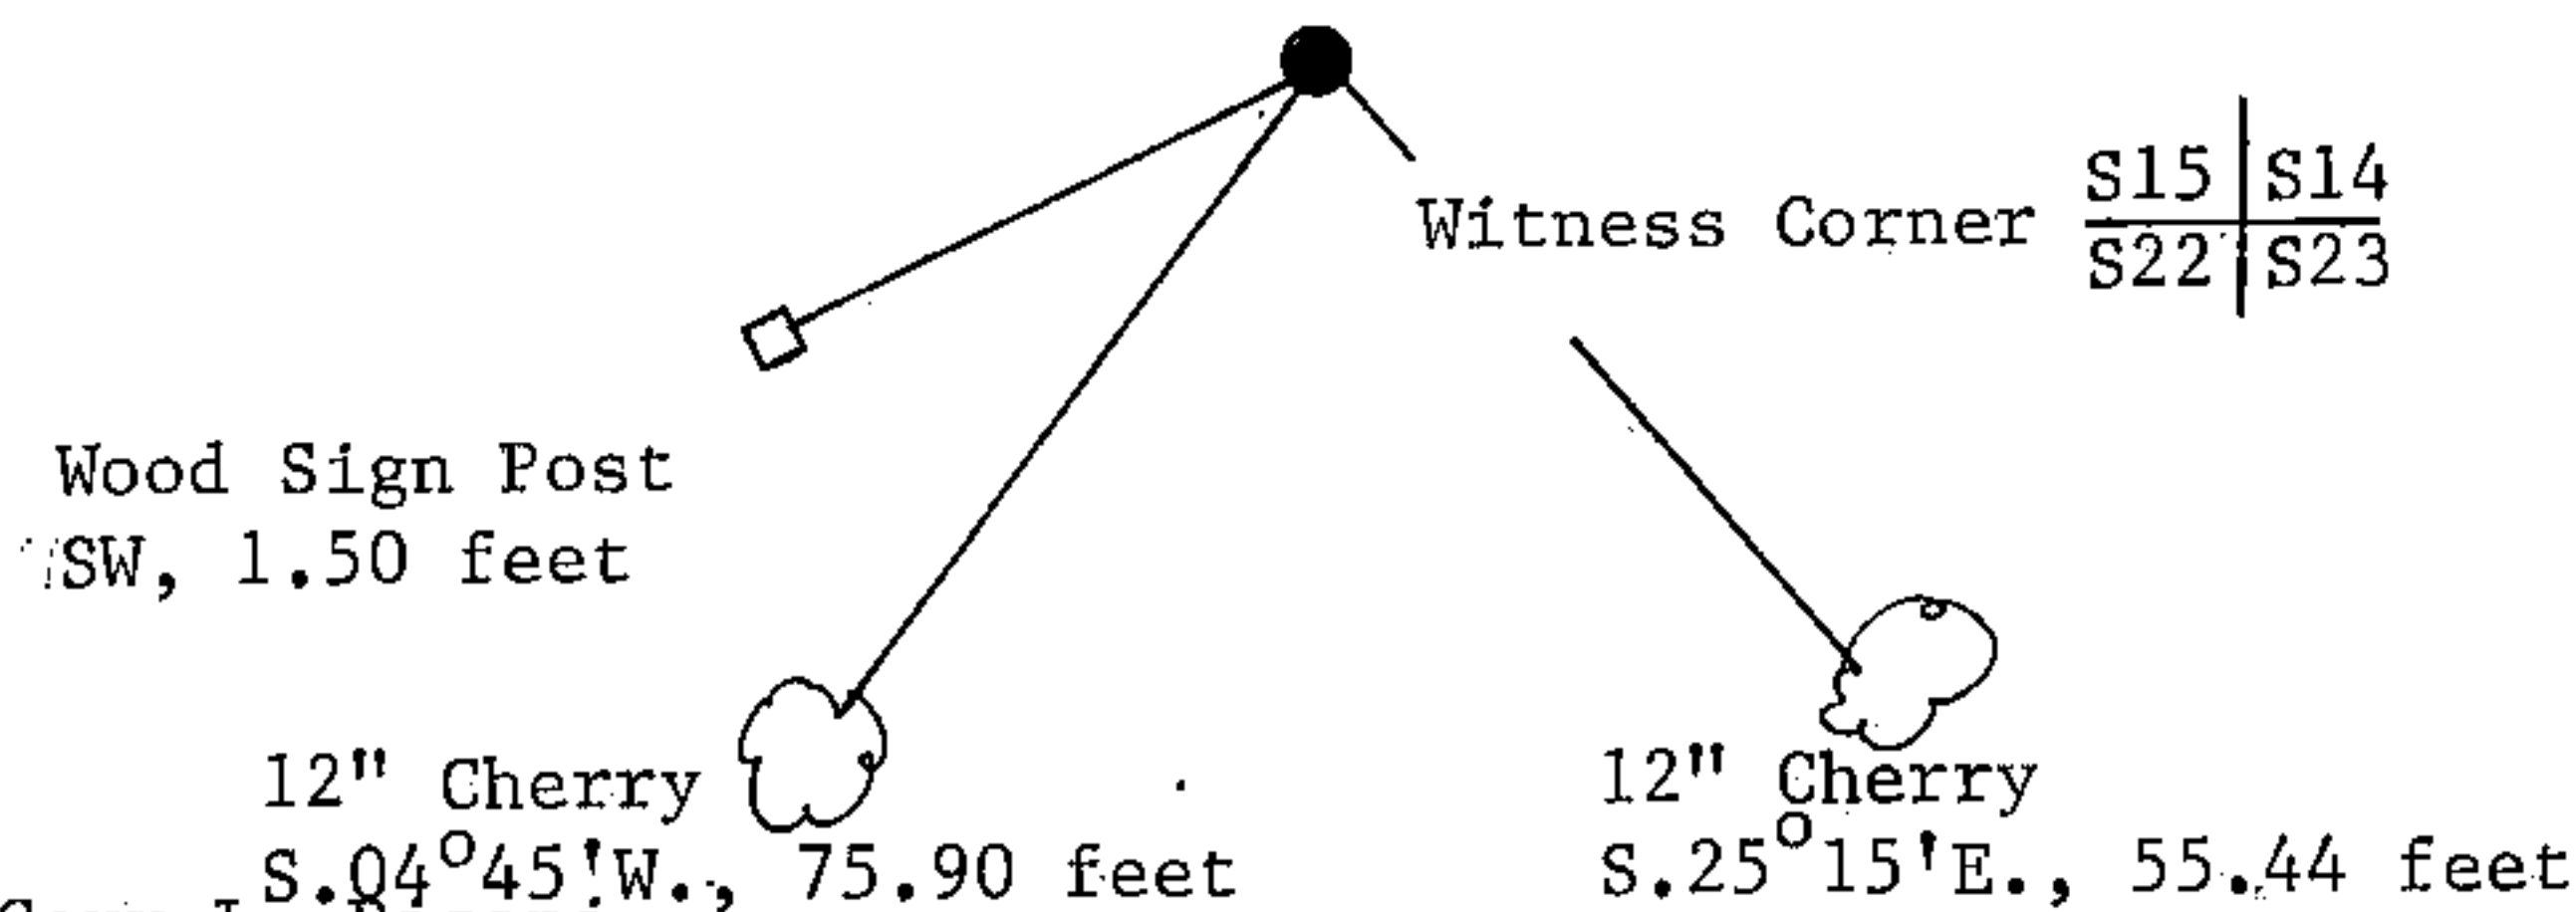 S15 S14
Witness Corner
S22 S23
Wood Sign Post
SW, 1.50 feet
12" Cherry
S.04°45'W., 75.90 feet
12" Cherry
S.25°15'E., 55.44 feet